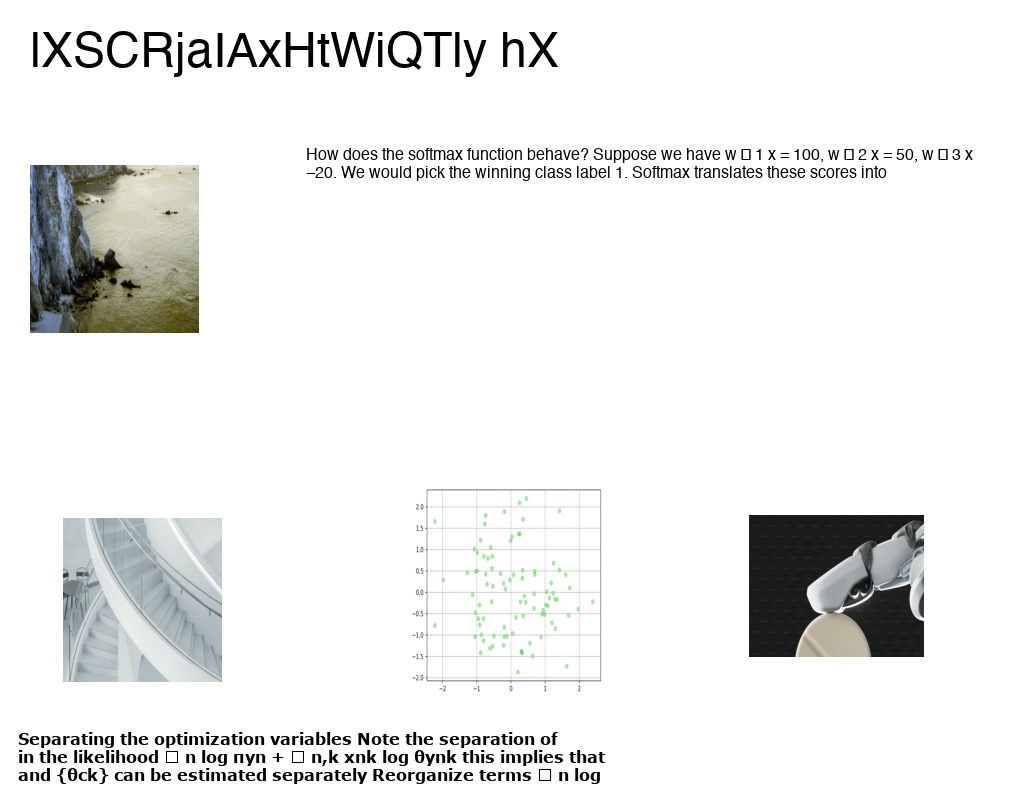 lXSCRjaIAxHtWiQTly hX
How does the softmax function behave? Suppose we have w □ 1 x = 100, w □ 2 x = 50, w □ 3 x
−20. We would pick the winning class label 1. Softmax translates these scores into
2.0
1.5
1.0
0.5
0.0
−0.5
−1.0
−1.5
−2.0
−2 −1 0 1 2
Separating the optimization variables Note the separation of
in the likelihood □ n log πyn + □ n,k xnk log θynk this implies that
and {θck} can be estimated separately Reorganize terms □ n log